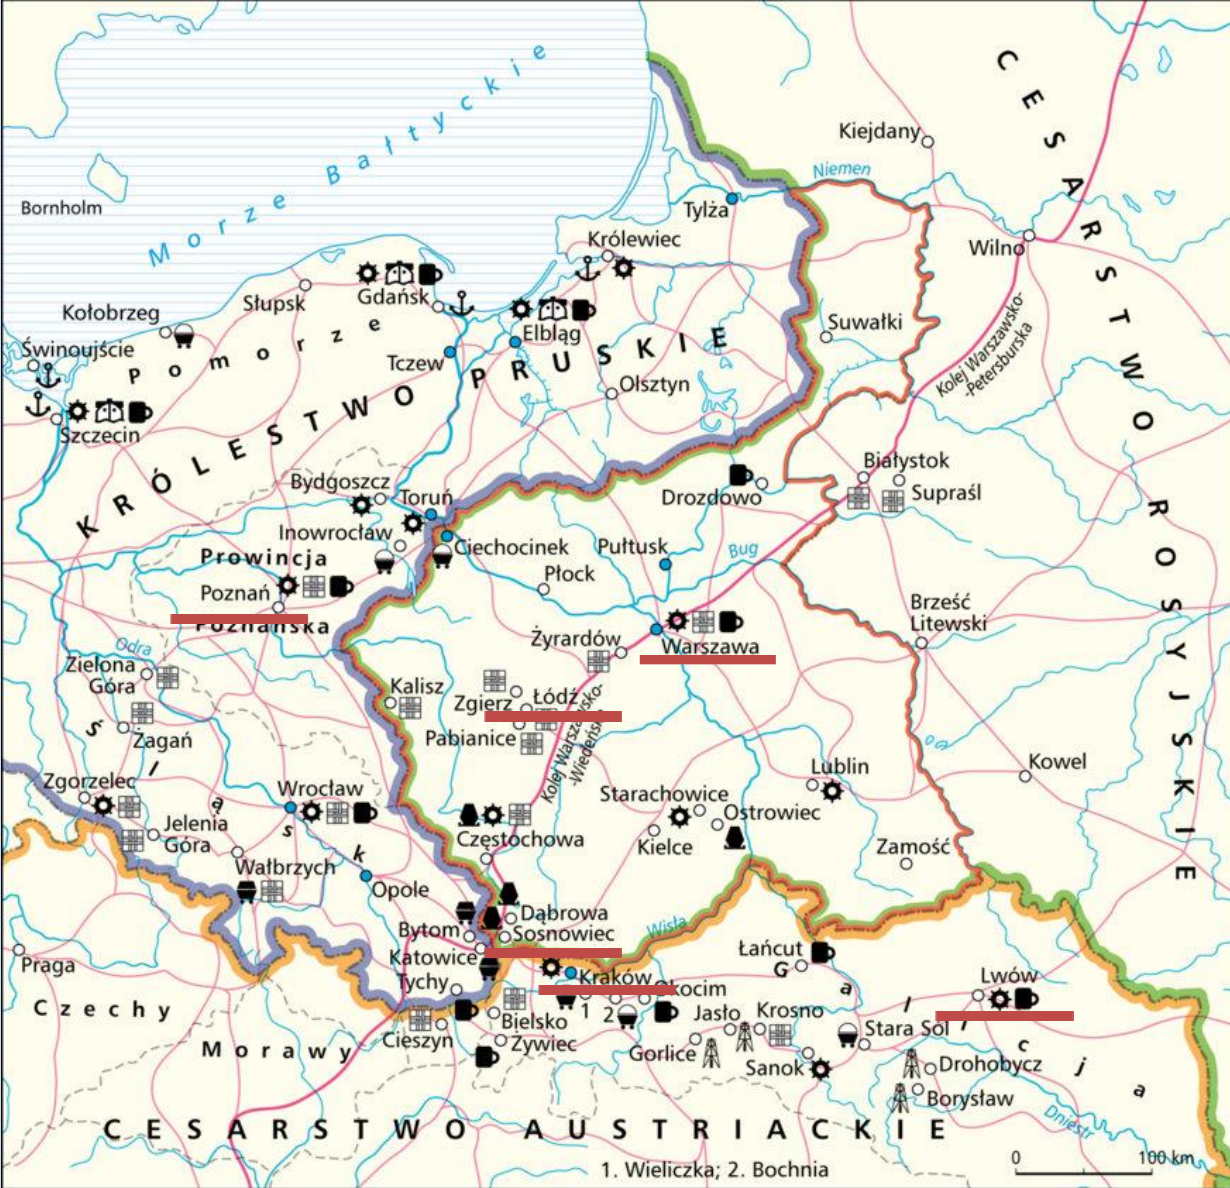 CESARSTWO ROSYJSKIE
Morze Bałtyckie
Kiejdany
Niemen
Bornholm
Tylża
Królewiec
Wilno
Gdańsk
Słupsk
Kołobrzeg
Elbląg
Suwałki
Kolej Warszawsko-
-Petersburska
Świnoujście
Pomorze
Tczew
KRÓLESTWO PRUSKIE
Olsztyn
Szczecin
Białystok
Bydgoszcz
Toruń
Drozdowo
Supraśl
Inowrocław
Ciechocinek
Pułtusk
Bug
Prowincja
Poznańska
Płock
Poznań
Brześć
Litewski
Żyrardów
Warszawa
Odra
Zielona
Góra
Kalisz
Zgierz
Łódź
Kolej Warszawsko-
-Wiedeńska
Żagań
Pabianice
Śląsk
Kowel
Lublin
Zgorzelec
Wrocław
Starachowice
Ostrowiec
Jelenia
Góra
Częstochowa
Kielce
Zamość
Wałbrzych
Opole
Dąbrowa
Wisła
Bytom
Sosnowiec
Łańcut
Praga
Katowice
Kraków
Lwów
Tychy
Galicja
Czechy
1
2
Jasło
Krosno
Bielsko
Stara Sól
Cieszyn
Żywiec
Morawy
Gorlice
Sanok
Drohobycz
Borysław
Dniestr
CESARSTWO AUSTRIACKIE
0
100 km
1. Wieliczka; 2. Bochnia